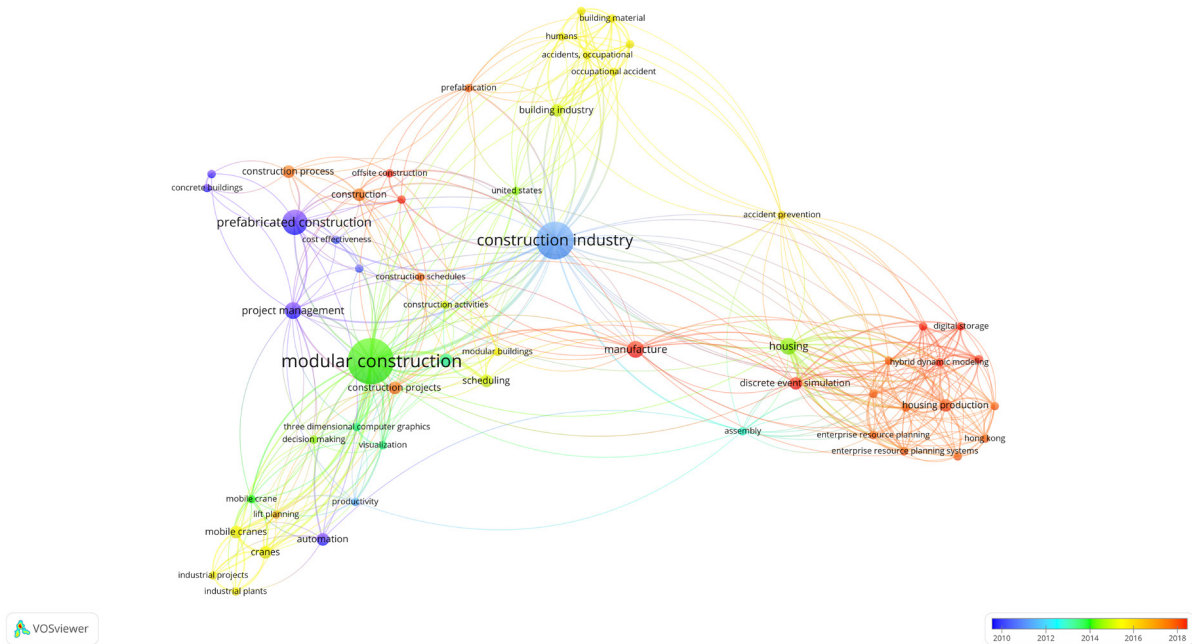 building material
humans
accidents, occupational
occupational accident
prefabrication
building industry
construction process
offsite construction
concrete buildings
construction
united states
prefabricated construction
accident prevention
cost effectiveness
construction industry
construction schedules
construction activities
project management
digital storage
housing
manufacture
modular buildings
modular construction
hybrid dynamic modeling
scheduling
discrete event simulation
construction projects
housing production
three dimensional computer graphics
assembly
enterprise resource planning
decision making
hong kong
visualization
enterprise resource planning systems
mobile crane
productivity
lift planning
mobile cranes
automation
cranes
industrial projects
industrial plants
VOSviewer
2010 2012 2014 2016 2018